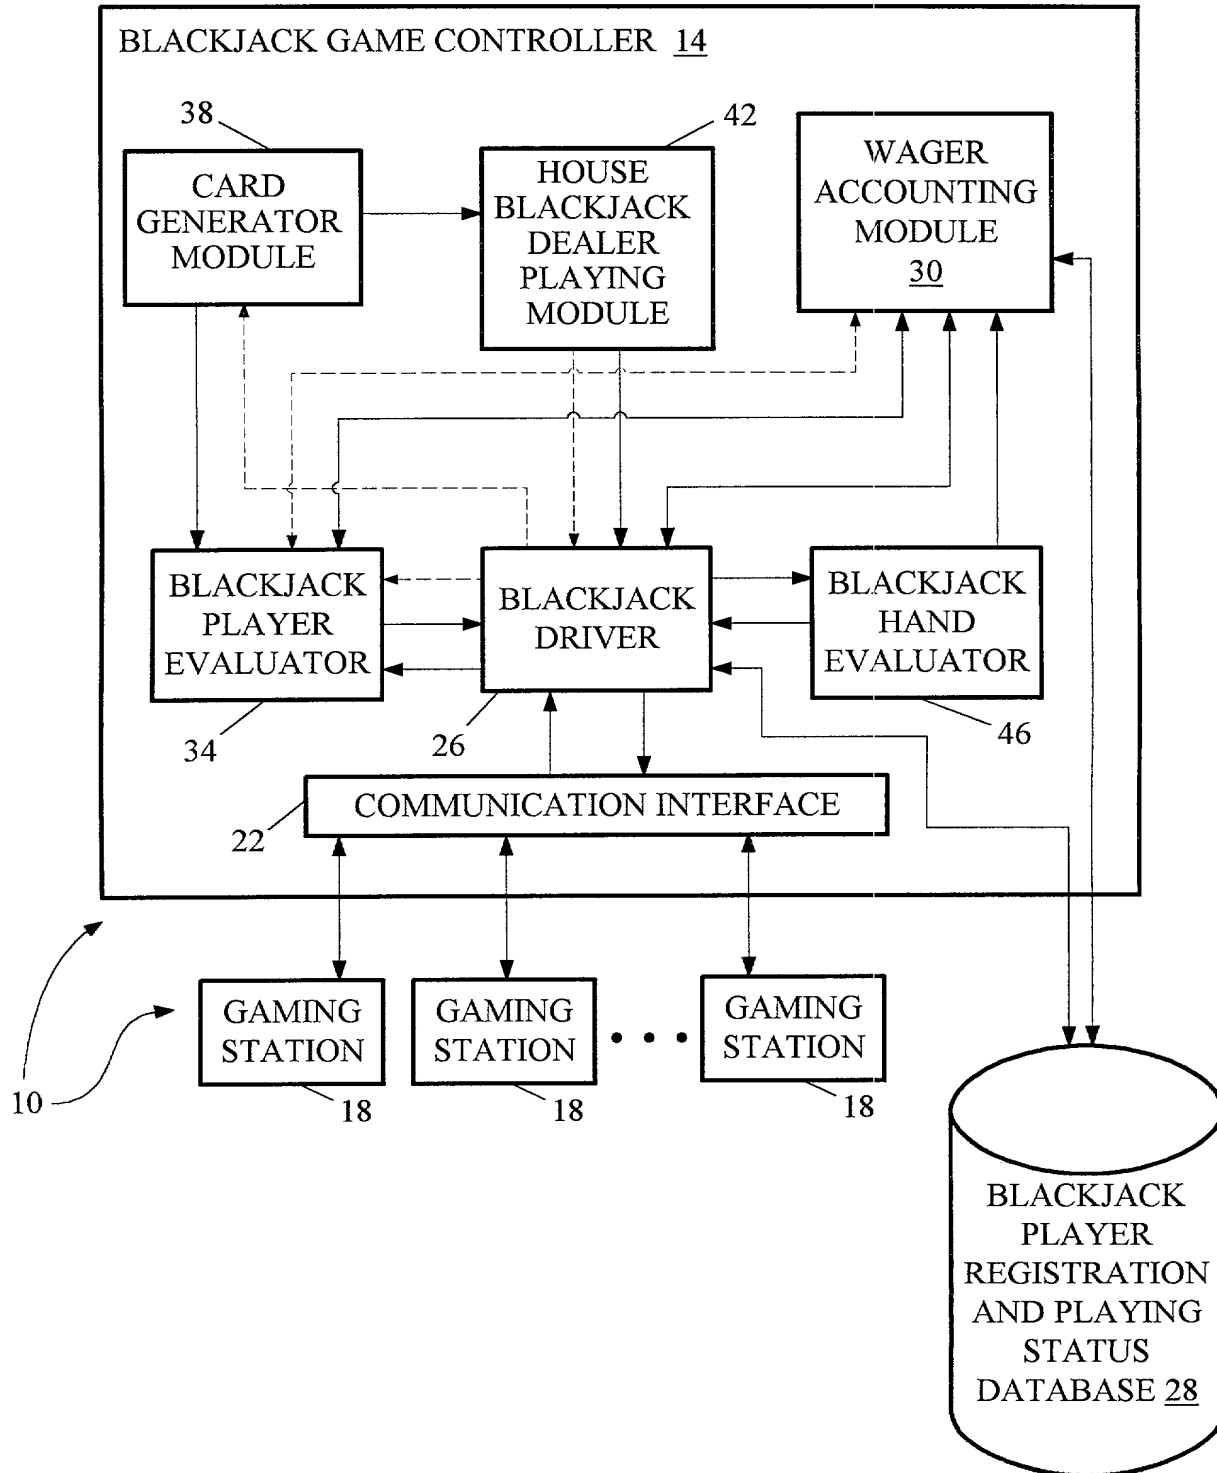 BLACKJACK GAME CONTROLLER 14
38
42
CARD
GENERATOR
MODULE
HOUSE
BLACKJACK
DEALER
PLAYING
MODULE
WAGER
ACCOUNTING
MODULE
30
BLACKJACK
PLAYER
EVALUATOR
BLACKJACK
DRIVER
BLACKJACK
HAND
EVALUATOR
34
26
46
COMMUNICATION INTERFACE
22
GAMING
STATION
GAMING
STATION
GAMING
STATION
10
18
18
18
BLACKJACK
PLAYER
REGISTRATION
AND PLAYING
STATUS
DATABASE 28